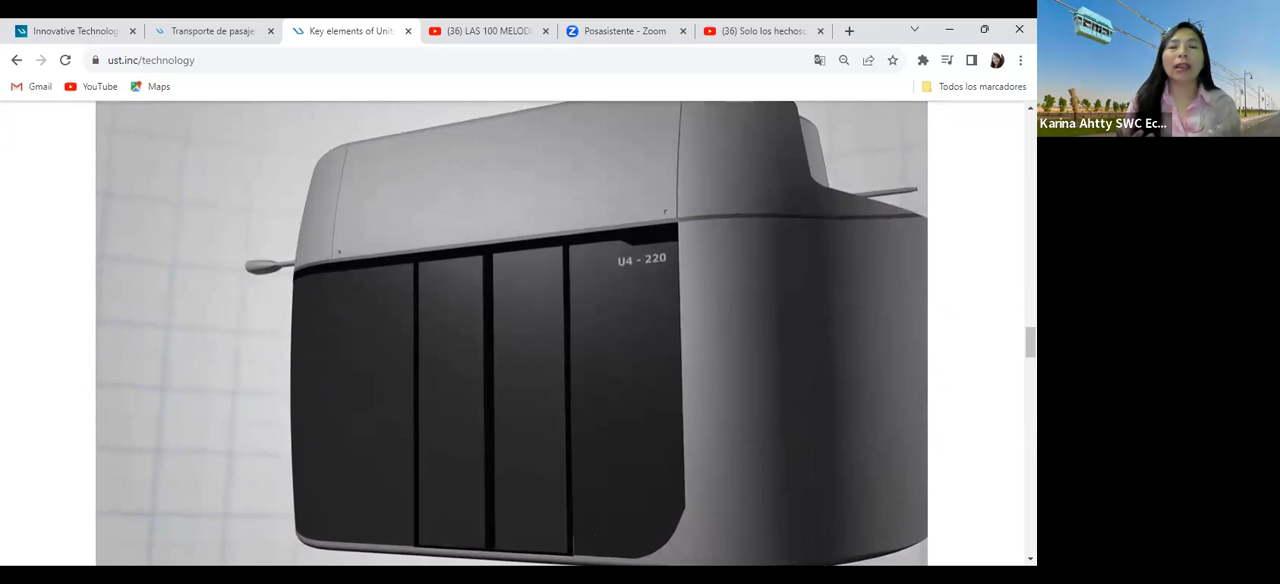 Innovative Technolog
Transporte de pasaje
Key elements of Unit
(36) LAS 100 MELODI
Posasistente - Zoom
(36) Solo los hechos:
ust.inc/technology
Gmail
YouTube
Maps
Todos los marcadores
Karina Ahtty SWC Ec...
U4 - 220